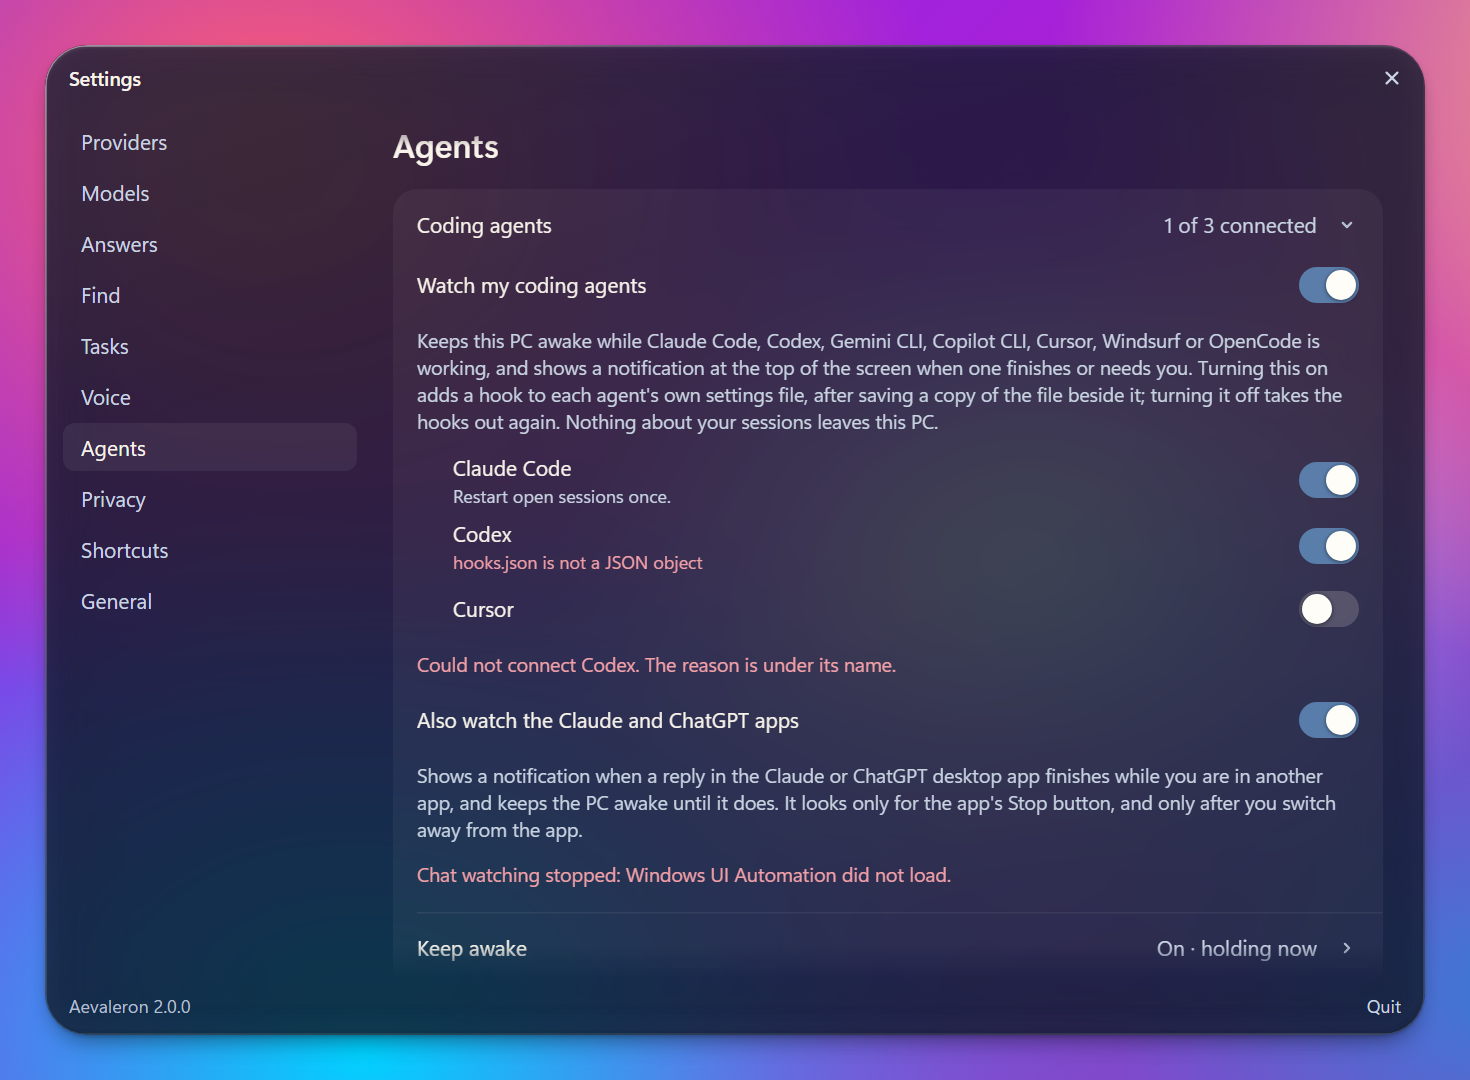 Settings
Providers
Models
Answers
Find
Tasks
Voice
Agents
Privacy
Shortcuts
General
Agents
Coding agents 1 of 3 connected
Watch my coding agents
Keeps this PC awake while Claude Code, Codex, Gemini CLI, Copilot CLI, Cursor, Windsurf or OpenCode is
working, and shows a notification at the top of the screen when one finishes or needs you. Turning this on
adds a hook to each agent's own settings file, after saving a copy of the file beside it; turning it off takes the
hooks out again. Nothing about your sessions leaves this PC.
Claude Code
Restart open sessions once.
Codex
hooks.json is not a JSON object
Cursor
Could not connect Codex. The reason is under its name.
Also watch the Claude and ChatGPT apps
Shows a notification when a reply in the Claude or ChatGPT desktop app finishes while you are in another
app, and keeps the PC awake until it does. It looks only for the app's Stop button, and only after you switch
away from the app.
Chat watching stopped: Windows UI Automation did not load.
Keep awake On · holding now
Aevaleron 2.0.0
Quit